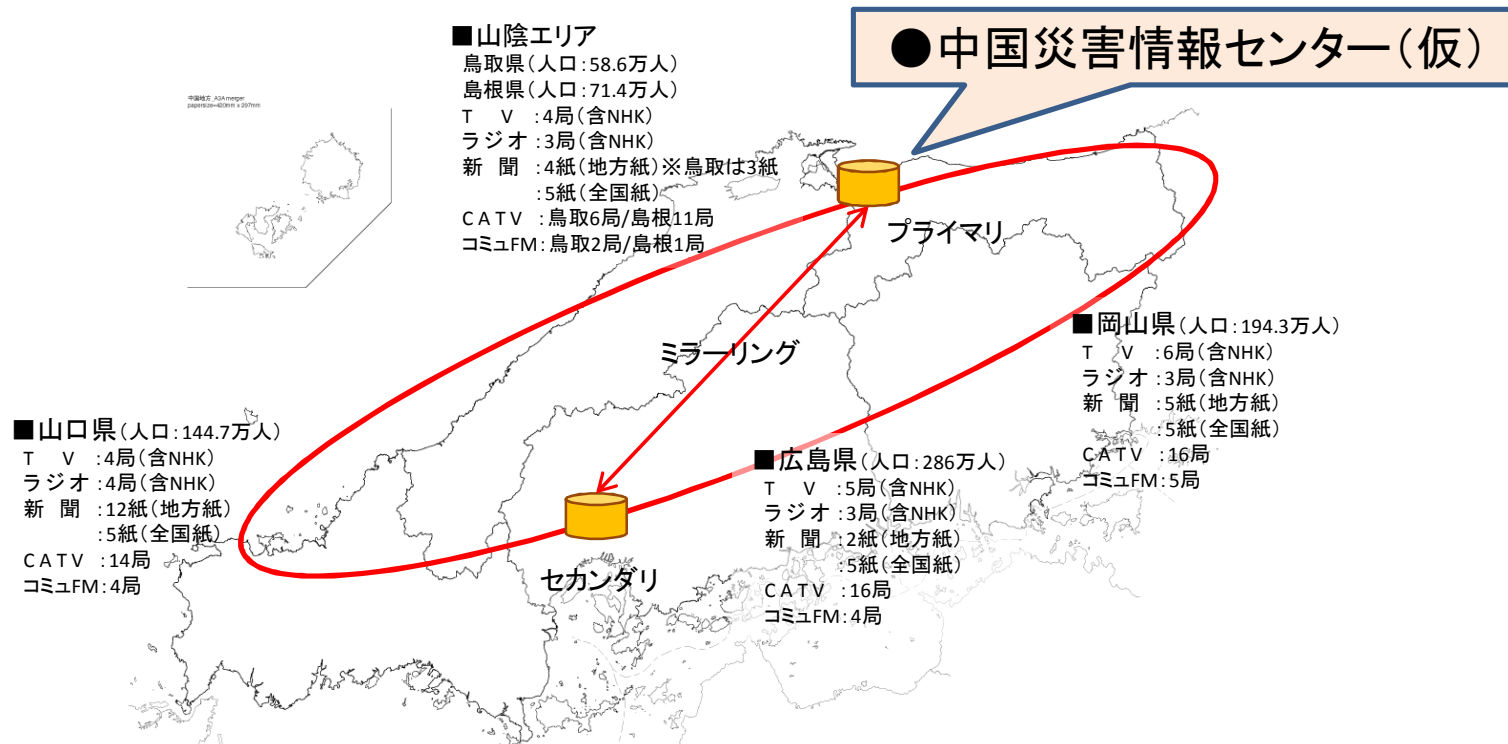 ●中国災害情報センター(仮)
中国地方_A3A merger
papersize=420mm x 297mm
■山陰エリア
鳥取県(人口:58.6万人)
島根県(人口:71.4万人)
T V :4局(含NHK)
ラジオ:3局(含NHK)
新 聞 :4紙(地方紙)※鳥取は3紙
:5紙(全国紙)
CATV :鳥取6局/島根11局
コミュFM:鳥取2局/島根1局
プライマリ
ミラーリング
セカンダリ
■岡山県(人口:194.3万人)
T V :6局(含NHK)
ラジオ:3局(含NHK)
新 聞 :5紙(地方紙)
:5紙(全国紙)
CATV :16局
コミュFM:5局
■山口県(人口:144.7万人)
T V :4局(含NHK)
ラジオ:4局(含NHK)
新 聞 :12紙(地方紙)
:5紙(全国紙)
CATV :14局
コミュFM:4局
■広島県(人口:286万人)
T V :5局(含NHK)
ラジオ:3局(含NHK)
新 聞 :2紙(地方紙)
:5紙(全国紙)
CATV :16局
コミュFM:4局